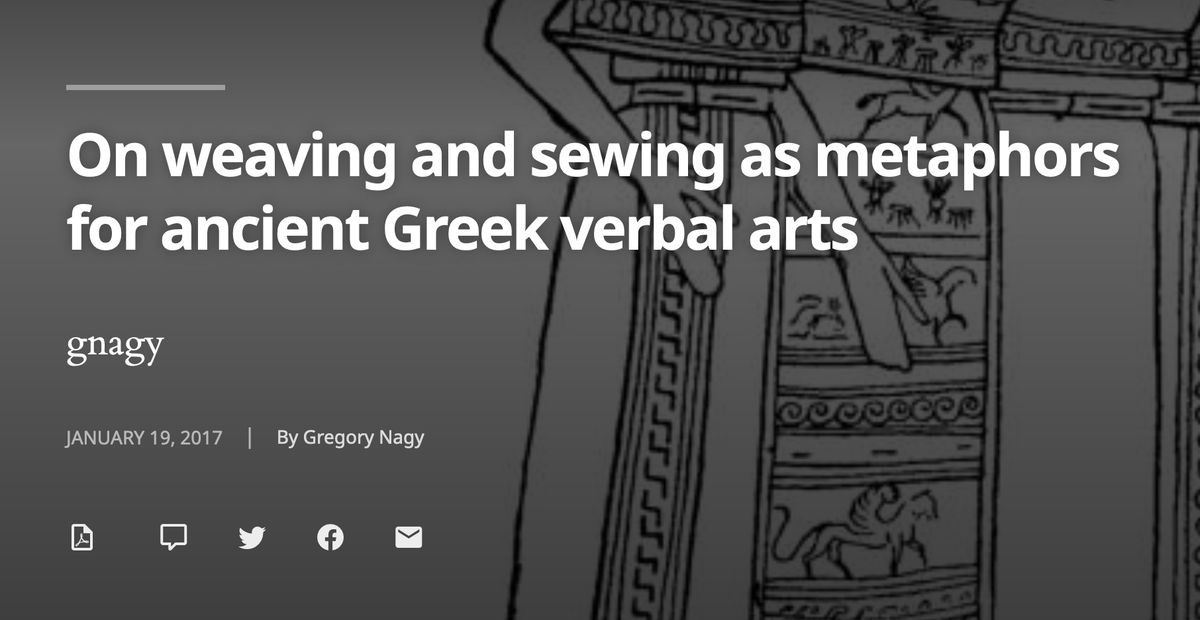 On weaving and sewing as metaphors
for ancient Greek verbal arts
gnagy
JANUARY 19, 2017 | By Gregory Nagy